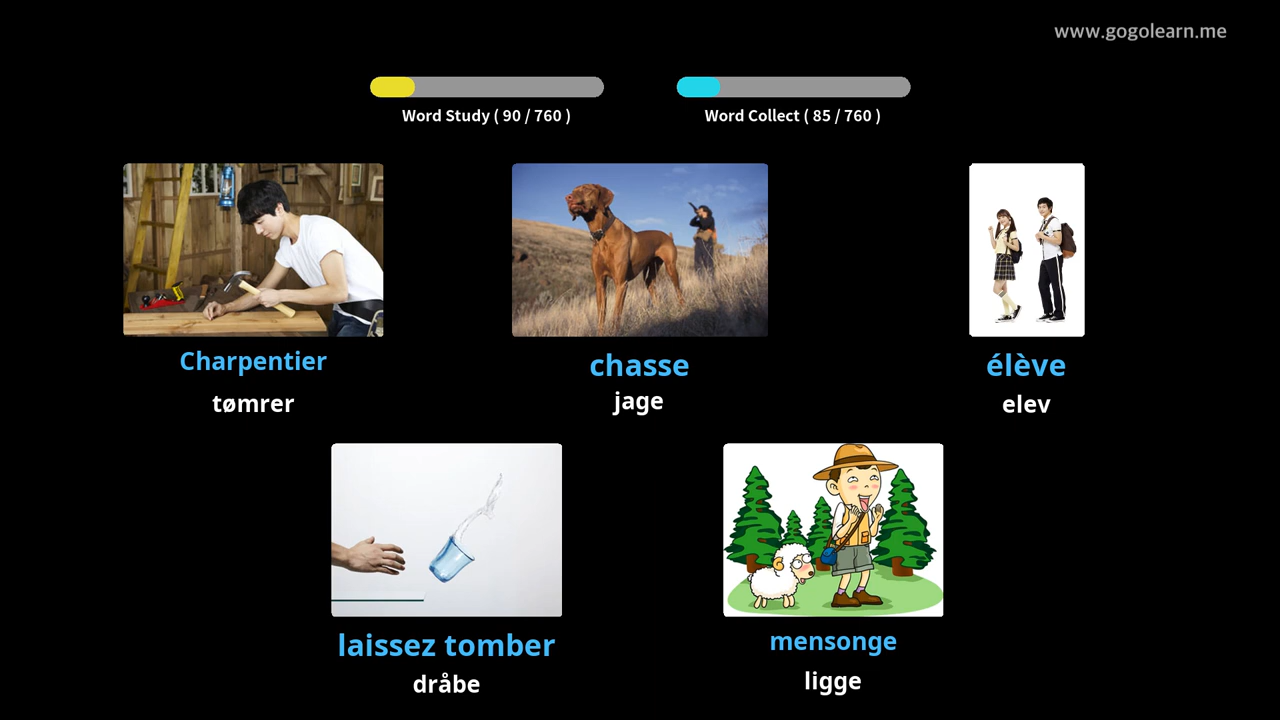 www.gogolearn.me
Word Study ( 90 / 760 )
Word Collect ( 85 / 760 )
Charpentier
tømrer
chasse
jage
élève
elev
laissez tomber
dråbe
mensonge
ligge